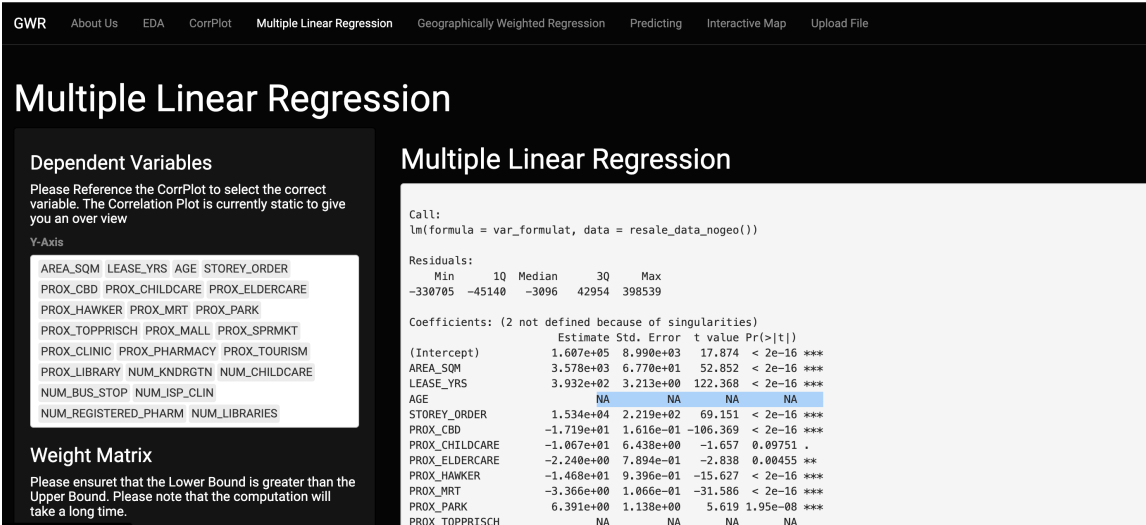 GWR About Us EDA CorrPlot Multiple Linear Regression Geographically Weighted Regression Predicting Interactive Map Upload File
Multiple Linear Regression
Dependent Variables
Please Reference the CorrPlot to select the correct
variable. The Correlation Plot is currently static to give
you an over view
Y-Axis
AREA_SQM LEASE_YRS AGE STOREY_ORDER
PROX_CBD PROX_CHILDCARE PROX_ELDERCARE
PROX_HAWKER PROX_MRT PROX_PARK
PROX_TOPPRISCH PROX_MALL PROX_SPRMKT
PROX_CLINIC PROX_PHARMACY PROX_TOURISM
PROX_LIBRARY NUM_KNDRGTN NUM_CHILDCARE
NUM_BUS_STOP NUM_ISP_CLIN
NUM_REGISTERED_PHARM NUM_LIBRARIES
Weight Matrix
Please ensuret that the Lower Bound is greater than the
Upper Bound. Please note that the computation will
take a long time.
Multiple Linear Regression
Call:
lm(formula = var_formulat, data = resale_data_nogeo())
Residuals:
Min 1Q Median 3Q Max
-330705 -45140 -3096 42954 398539
Coefficients: (2 not defined because of singularities)
Estimate Std. Error t value Pr(>|t|)
(Intercept) 1.607e+05 8.990e+03 17.874 < 2e-16 ***
AREA_SQM 3.578e+03 6.770e+01 52.852 < 2e-16 ***
LEASE_YRS 3.932e+02 3.213e+00 122.368 < 2e-16 ***
AGE NA NA NA NA
STOREY_ORDER 1.534e+04 2.219e+02 69.151 < 2e-16 ***
PROX_CBD -1.719e+01 1.616e-01 -106.369 < 2e-16 ***
PROX_CHILDCARE -1.067e+01 6.438e+00 -1.657 0.09751 .
PROX_ELDERCARE -2.240e+00 7.894e-01 -2.838 0.00455 **
PROX_HAWKER -1.468e+01 9.396e-01 -15.627 < 2e-16 ***
PROX_MRT -3.366e+00 1.066e-01 -31.586 < 2e-16 ***
PROX_PARK 6.391e+00 1.138e+00 5.619 1.95e-08 ***
PROX_TOPPRISCH NA NA NA NA